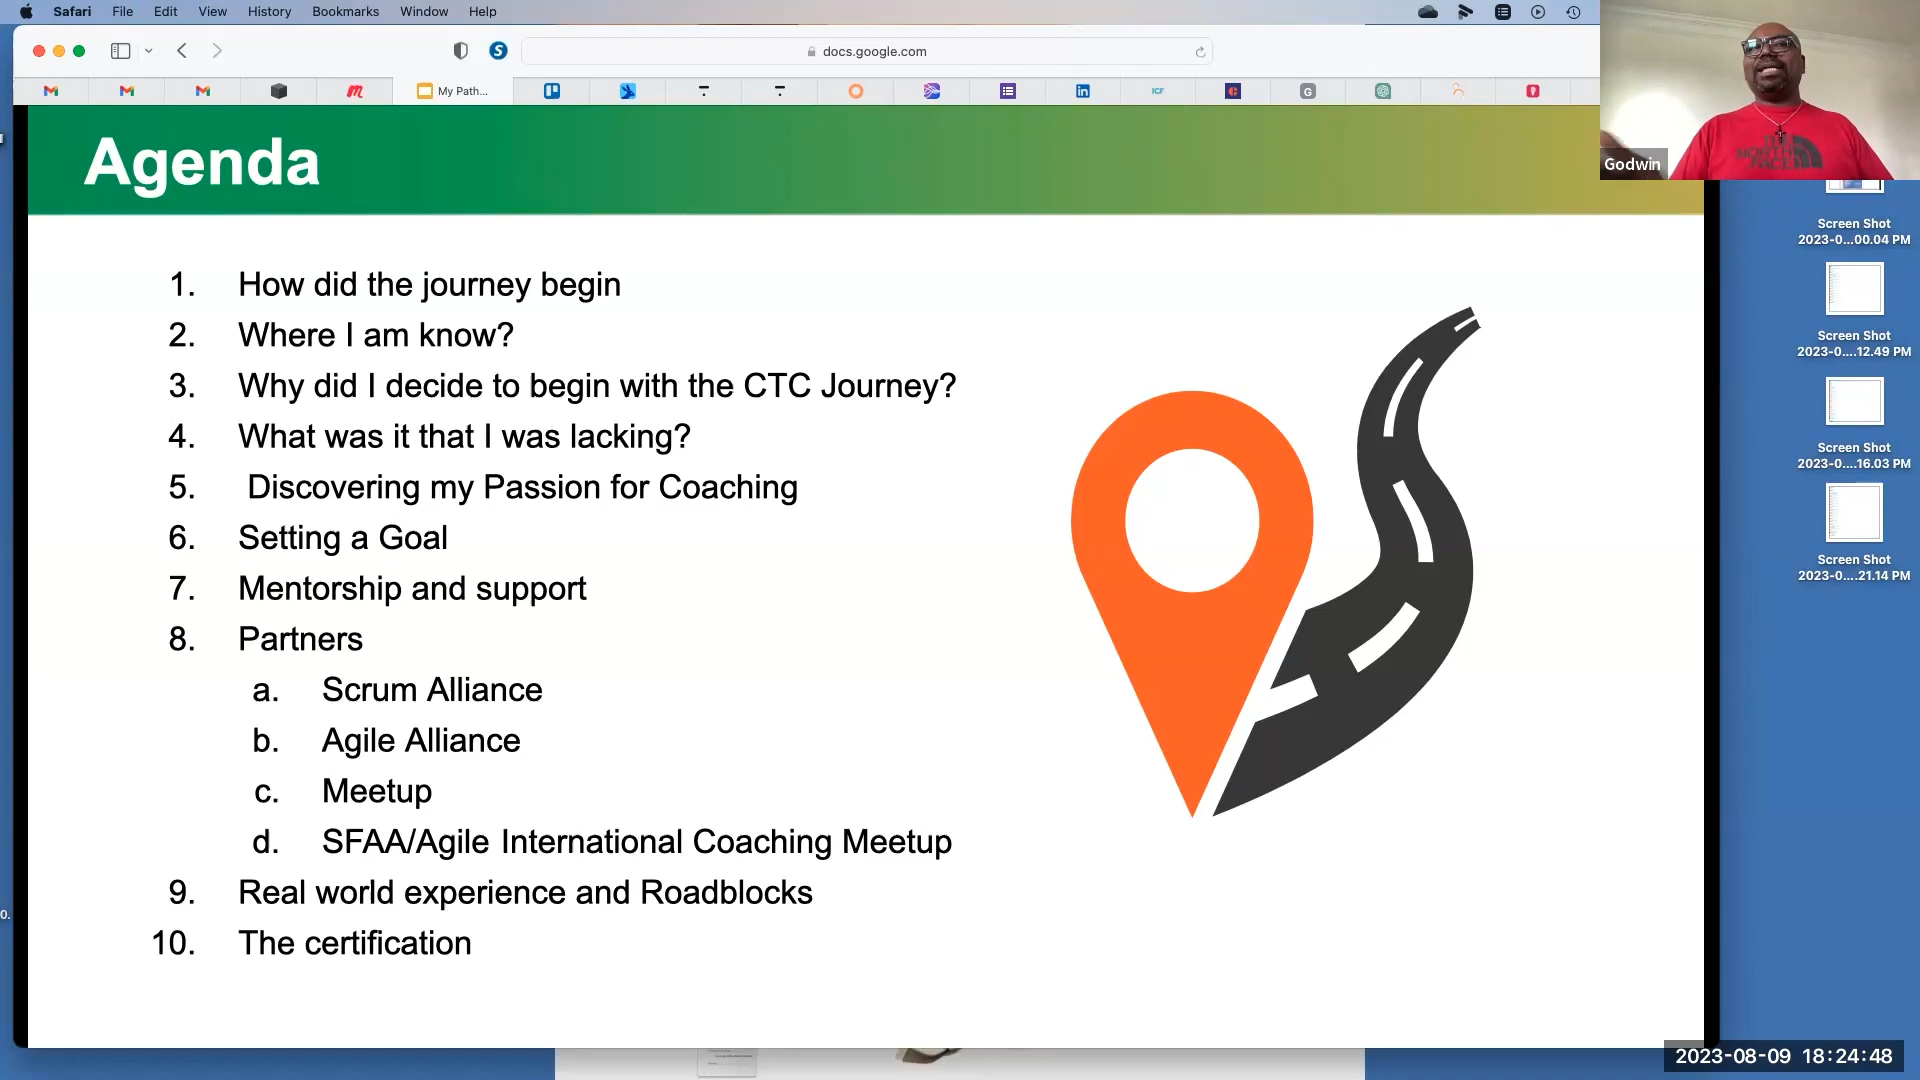 Safari File Edit View History Bookmarks Window Help
docs.google.com
My Path...
ICF
G
Godwin
THE NORTH FACE
Agenda
1. How did the journey begin
2. Where I am know?
3. Why did I decide to begin with the CTC Journey?
4. What was it that I was lacking?
5. Discovering my Passion for Coaching
6. Setting a Goal
7. Mentorship and support
8. Partners
a. Scrum Alliance
b. Agile Alliance
c. Meetup
d. SFAA/Agile International Coaching Meetup
9. Real world experience and Roadblocks
10. The certification
Screen Shot
2023-0...00.04 PM
Screen Shot
2023-0....12.49 PM
Screen Shot
2023-0....16.03 PM
Screen Shot
2023-0....21.14 PM
0.
2023-08-09 18:24:48